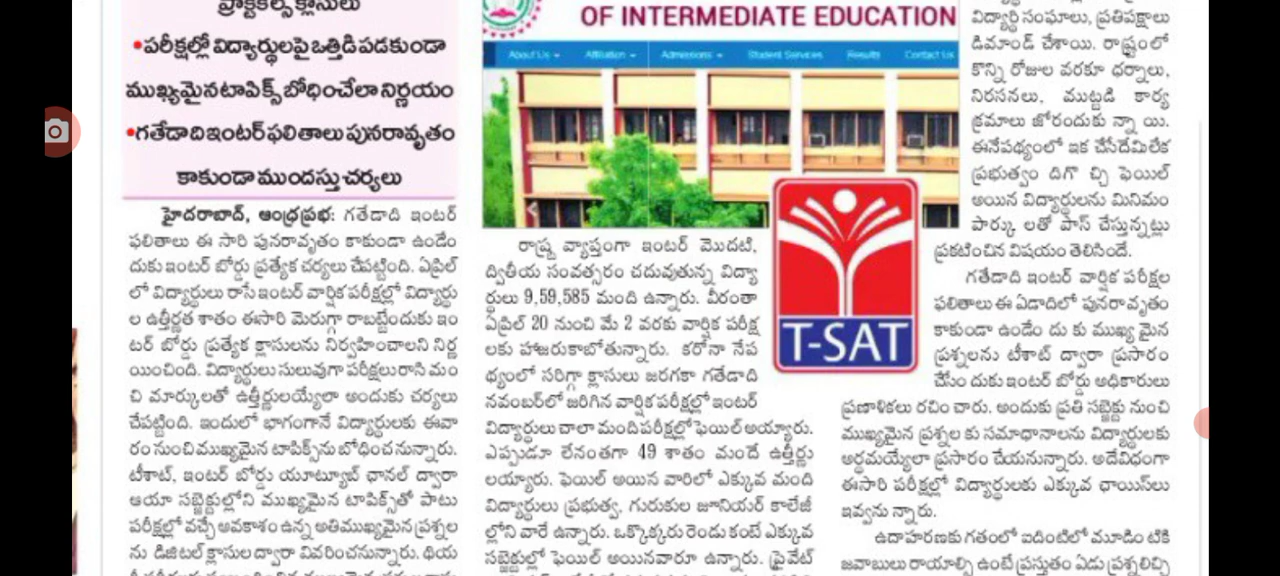 ప్రాక్టికల్స్ క్లాసులు
•పరీక్షల్లో విద్యార్థులపై ఒత్తిడి పడకుండా
ముఖ్యమైన టాపిక్స్ బోధించేలా నిర్ణయం
•గతేడాది ఇంటర్ ఫలితాలు పునరావృతం
కాకుండా ముందస్తు చర్యలు
హైదరాబాద్, ఆంధ్రప్రభ: గతేడాది ఇంటర్
ఫలితాలు ఈ సారి పునరావృతం కాకుండా ఉండేం
దుకు ఇంటర్ బోర్డు ప్రత్యేక చర్యలు చేపట్టింది. ఏప్రిల్
లో విద్యార్థులు రాసే ఇంటర్ వార్షిక పరీక్షల్లో విద్యార్థు
ల ఉత్తీర్ణత శాతం ఈసారి మెరుగ్గా రాబట్టేందుకు ఇం
టర్ బోర్డు ప్రత్యేక క్లాసులను నిర్వహించాలని నిర్ణ
యించింది. విద్యార్థులు సులువుగా పరీక్షలు రాసి మం
చి మార్కులతో ఉత్తీర్ణులయ్యేలా అందుకు చర్యలు
చేపట్టింది. ఇందులో భాగంగానే విద్యార్థులకు ఈవా
రం నుంచి ముఖ్యమైన టాపిక్స్‌ను బోధించనున్నారు.
టీశాట్, ఇంటర్ బోర్డు యూట్యూబ్ ఛానల్ ద్వారా
ఆయా సబ్జెక్టుల్లోని ముఖ్యమైన టాపిక్స్‌తో పాటు
పరీక్షల్లో వచ్చే అవకాశం ఉన్న అతిముఖ్యమైన ప్రశ్నల
ను డిజిటల్ క్లాసుల ద్వారా వివరించనున్నారు. థియ
OF INTERMEDIATE EDUCATION
About Us Affiliation Admissions Student Services Results Contact Us
రాష్ట్ర వ్యాప్తంగా ఇంటర్ మొదటి,
ద్వితీయ సంవత్సరం చదువుతున్న విద్యా
ర్థులు 9,59,585 మంది ఉన్నారు. వీరంతా
ఏప్రిల్ 20 నుంచి మే 2 వరకు వార్షిక పరీక్ష
లకు హాజరుకాబోతున్నారు. కరోనా నేప
థ్యంలో సరిగ్గా క్లాసులు జరగకా గతేడాది
నవంబర్‌లో జరిగిన వార్షిక పరీక్షల్లో ఇంటర్
విద్యార్థులు చాలా మంది పరీక్షల్లో ఫెయిల్ అయ్యారు.
ఎప్పుడూ లేనంతగా 49 శాతం మందే ఉత్తీర్ణు
లయ్యారు. ఫెయిల్ అయిన వారిలో ఎక్కువ మంది
విద్యార్థులు ప్రభుత్వ, గురుకుల జూనియర్ కాలేజీ
ల్లోని వారే ఉన్నారు. ఒక్కొక్కరు రెండు కంటే ఎక్కువ
సబ్జెక్టుల్లో ఫెయిల్ అయినవారూ ఉన్నారు. ప్రైవేట్
T-SAT
విద్యార్థి సంఘాలు, ప్రతిపక్షాలు
డిమాండ్ చేశాయి. రాష్ట్రంలో
కొన్ని రోజుల వరకూ ధర్నాలు,
నిరసనలు, ముట్టడి కార్య
క్రమాలు జోరందుకు న్నా యి.
ఈనేపథ్యంలో ఇక చేసేదేమిలేక
ప్రభుత్వం దిగొ చ్చి ఫెయిల్
అయిన విద్యార్థులను మినిమం
పార్కు లతో పాస్ చేస్తున్నట్లు
ప్రకటించిన విషయం తెలిసిందే.
గతేడాది ఇంటర్ వార్షిక పరీక్షల
ఫలితాలు ఈ ఏడాదిలో పునరావృతం
కాకుండా ఉండేం దు కు ముఖ్య మైన
ప్రశ్నలను టీశాట్ ద్వారా ప్రసారం
చేసేం దుకు ఇంటర్ బోర్డు అధికారులు
ప్రణాళికలు రచిం చారు. అందుకు ప్రతి సబ్జెక్టు నుంచి
ముఖ్యమైన ప్రశ్నల కు సమాధానాలను విద్యార్థులకు
అర్థమయ్యేలా ప్రసారం చేయనున్నారు. అదేవిధంగా
ఈసారి పరీక్షల్లో విద్యార్థులకు ఎక్కువ ఛాయిస్‌లు
ఇవ్వను న్నారు.
ఉదాహరణకు గతంలో ఐదింటిలో మూడిం టికి
జవాబులు రాయాల్సి ఉంటే ప్రస్తుతం ఏడు ప్రశ్నలిచ్చి